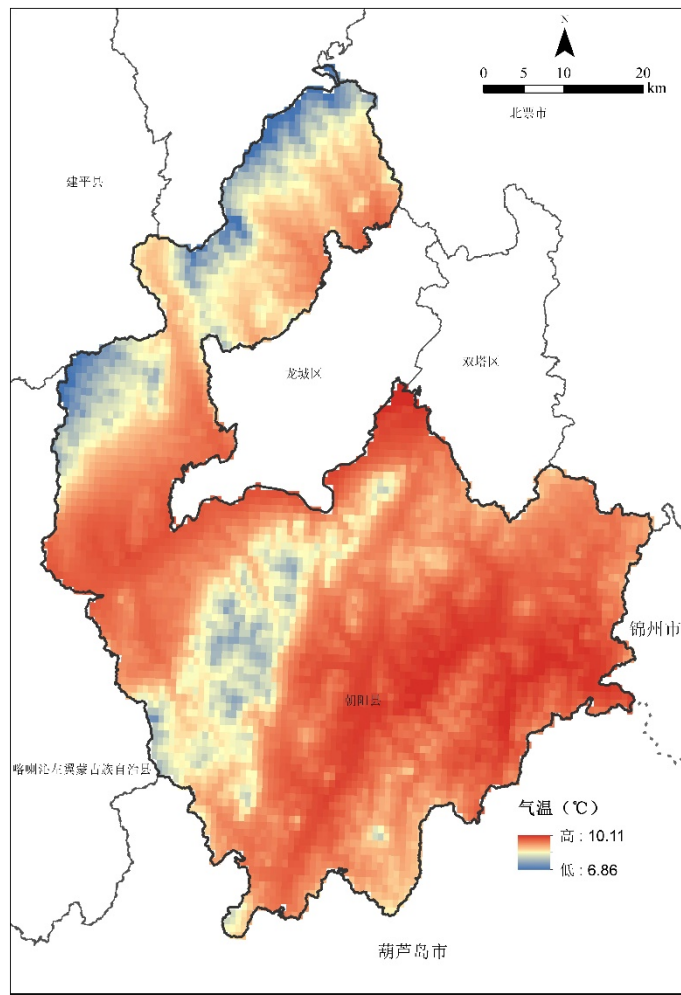 N
0 5 10 20
km
北票市
建平县
龙城区
双塔区
锦州市
朝阳县
喀喇沁左翼蒙古族自治县
气温（℃）
高 : 10.11
低 : 6.86
葫芦岛市